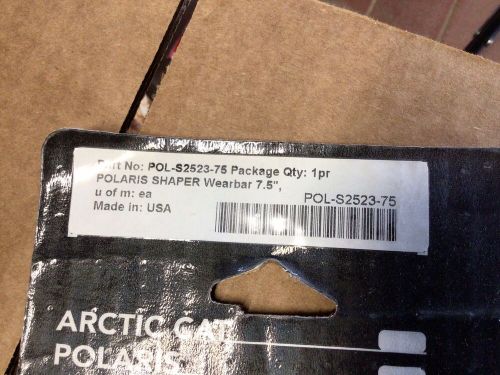 Part No: POL-S2523-75 Package Qty: 1pr
POLARIS SHAPER Wearbar 7.5",
u of m: ea
POL-S2523-75
Made in: USA
ARCTIC CAT
POLARIS